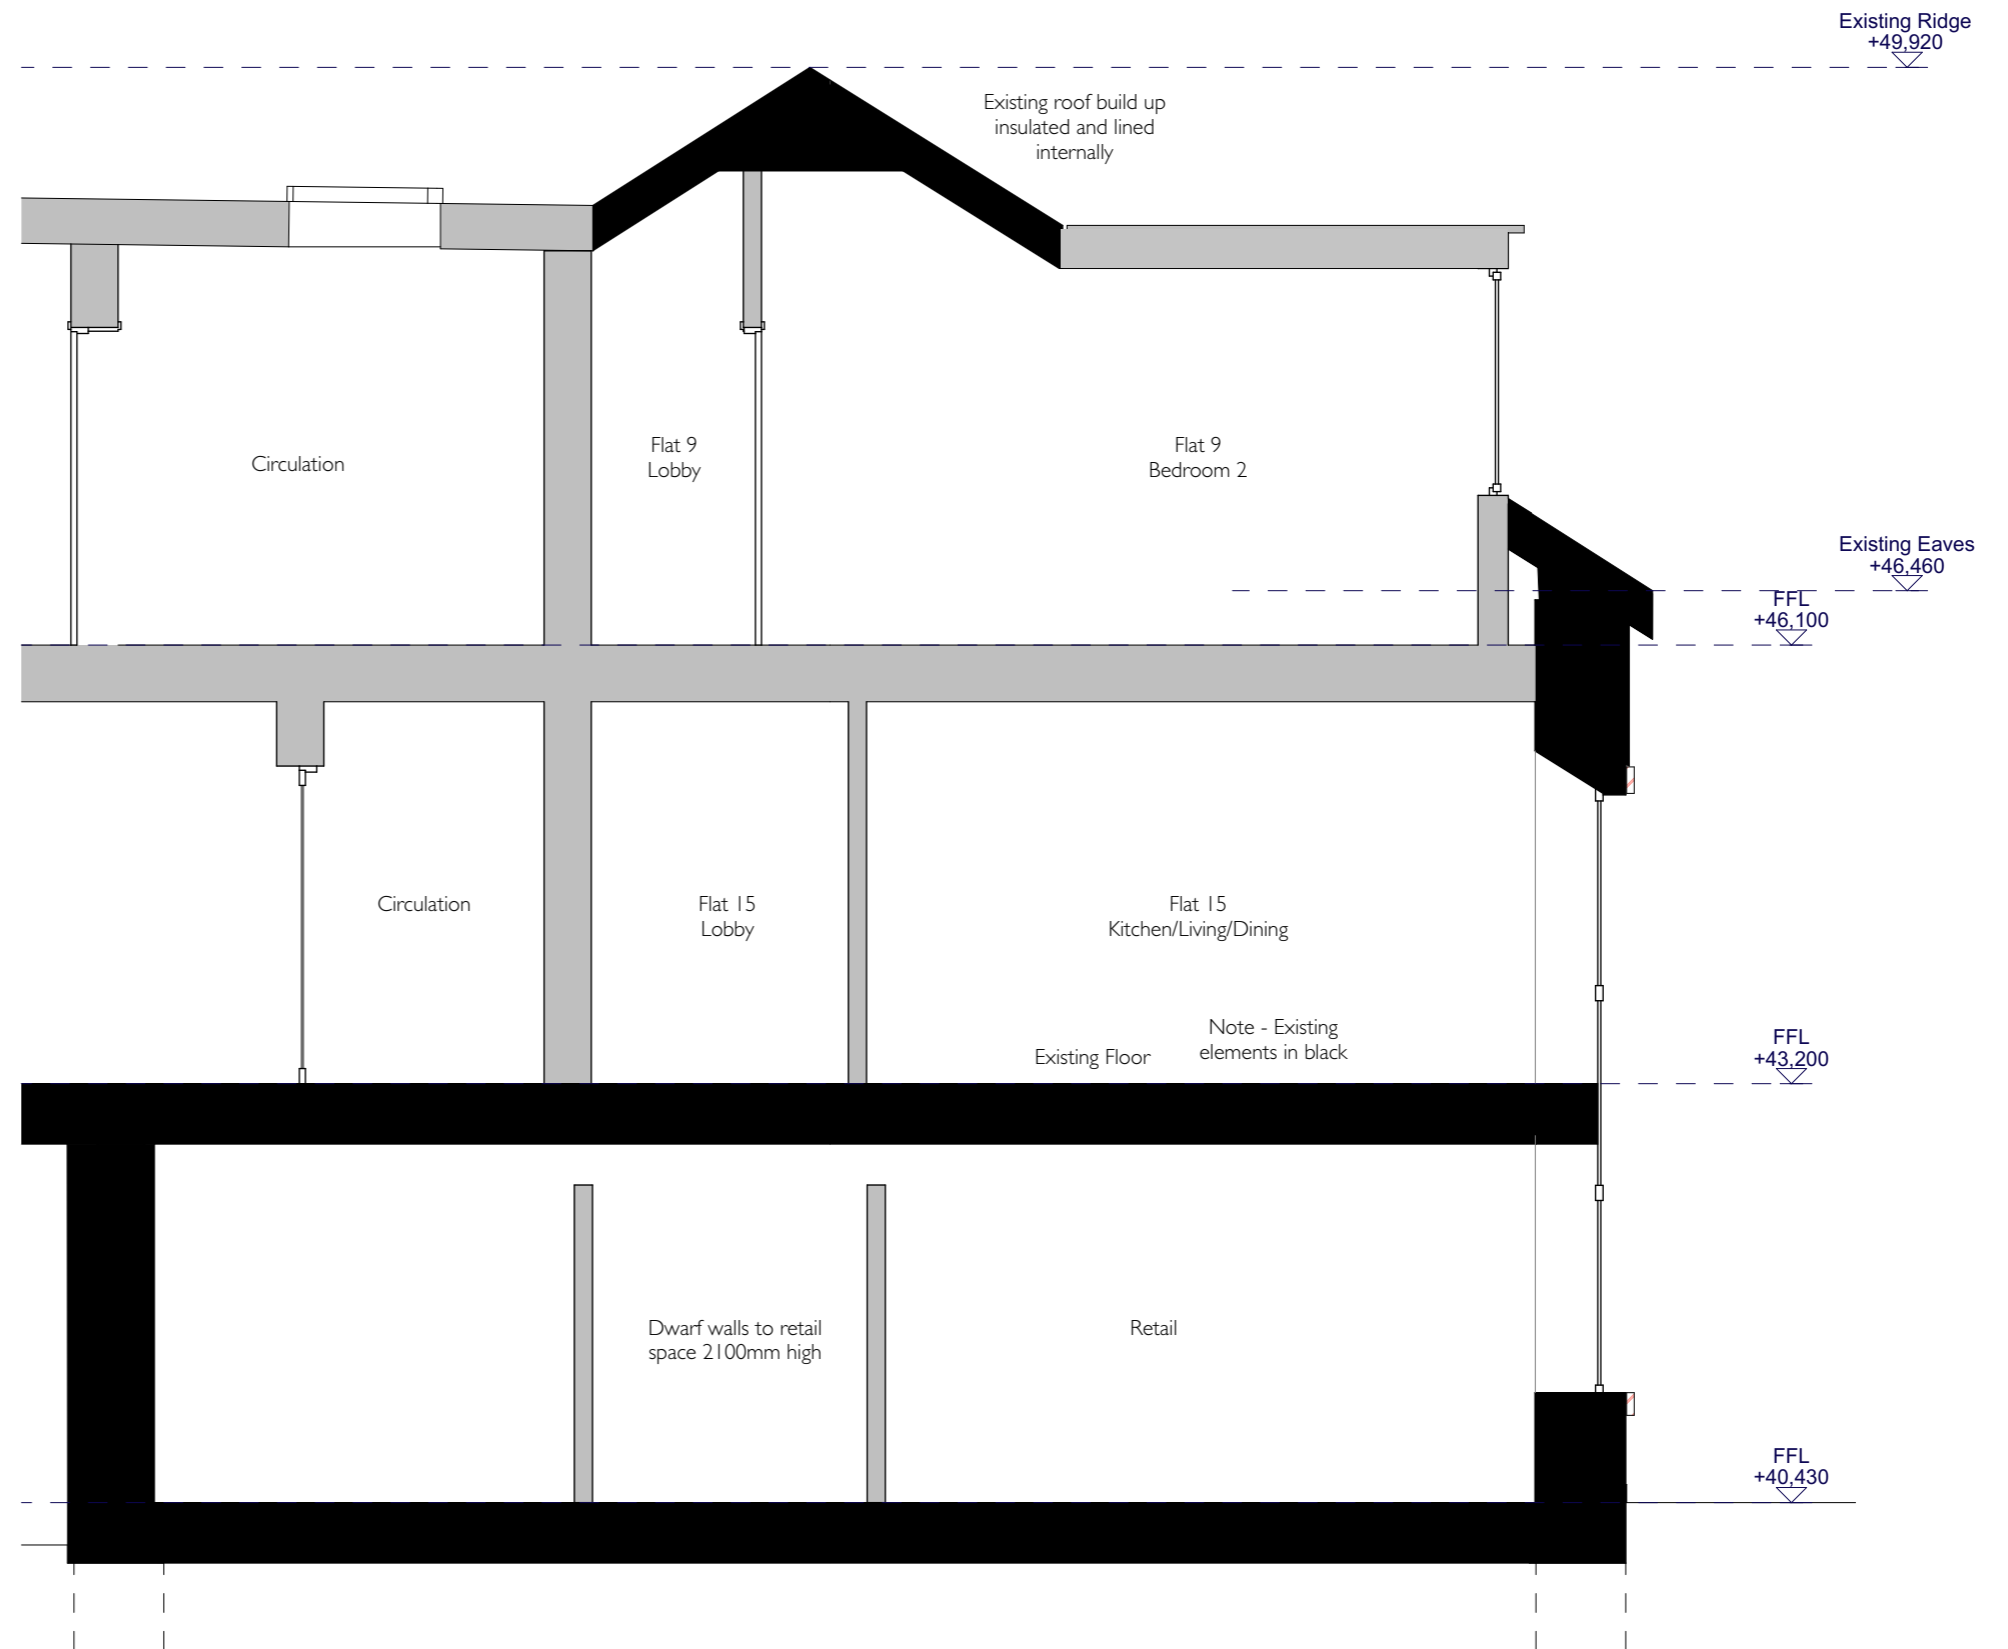 Existing Ridge
+49,920
Existing roof build up
insulated and lined
internally
Circulation
Flat 9
Lobby
Flat 9
Bedroom 2
Existing Eaves
+46,460
FFL
+46,100
Circulation
Flat 15
Lobby
Flat 15
Kitchen/Living/Dining
Note - Existing
elements in black
Existing Floor
FFL
+43,200
Dwarf walls to retail
space 2100mm high
Retail
FFL
+40,430